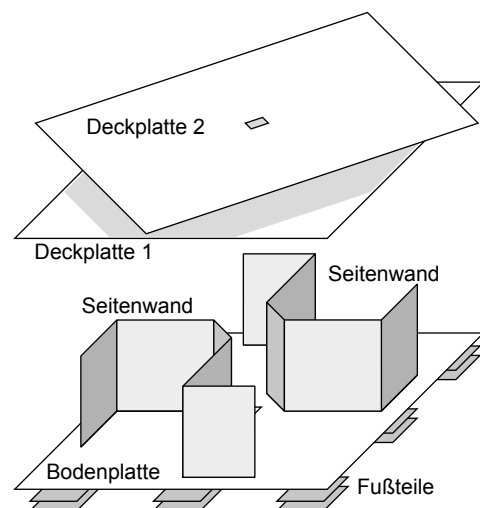 Deckplatte 2
Deckplatte 1
Seitenwand
Seitenwand
Bodenplatte
Fußteile